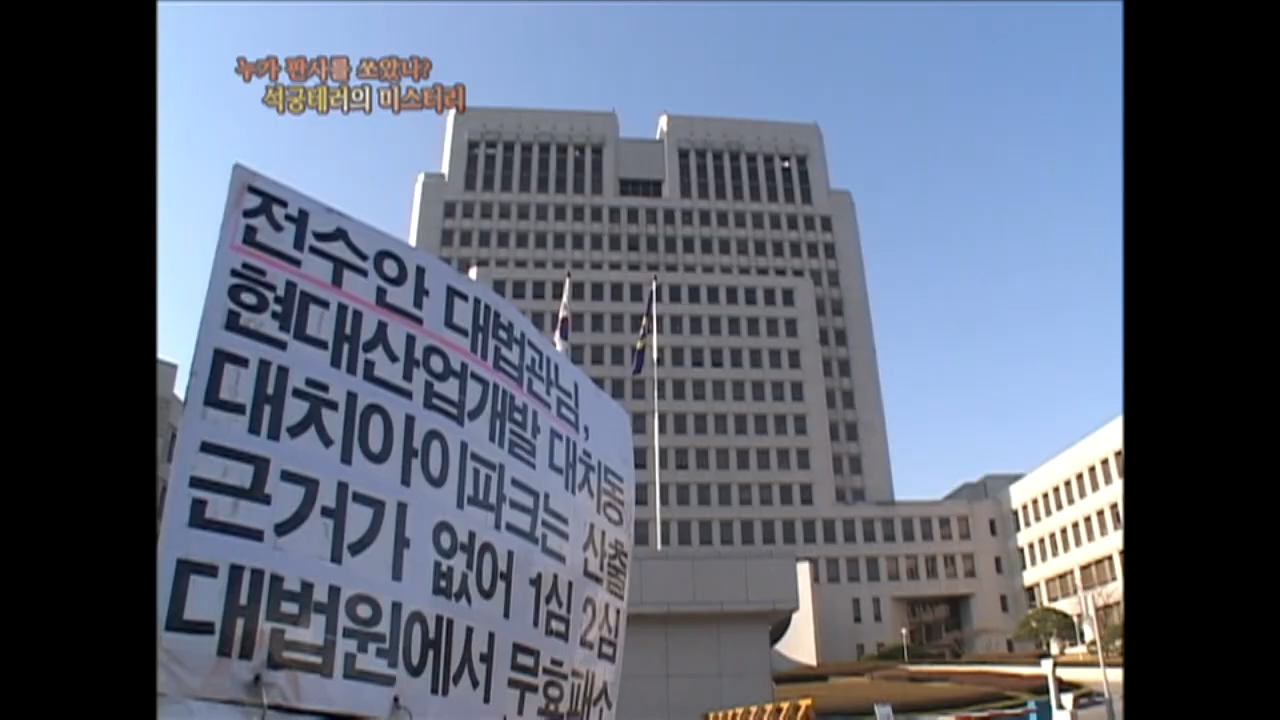 누가 판사를 쏘았나?
석궁테러의 미스터리
전수안 대법관님,
현대산업개발 대치동
대치아이파크는 산출
근거가 없어 1심 2심
대법원에서 무효패소